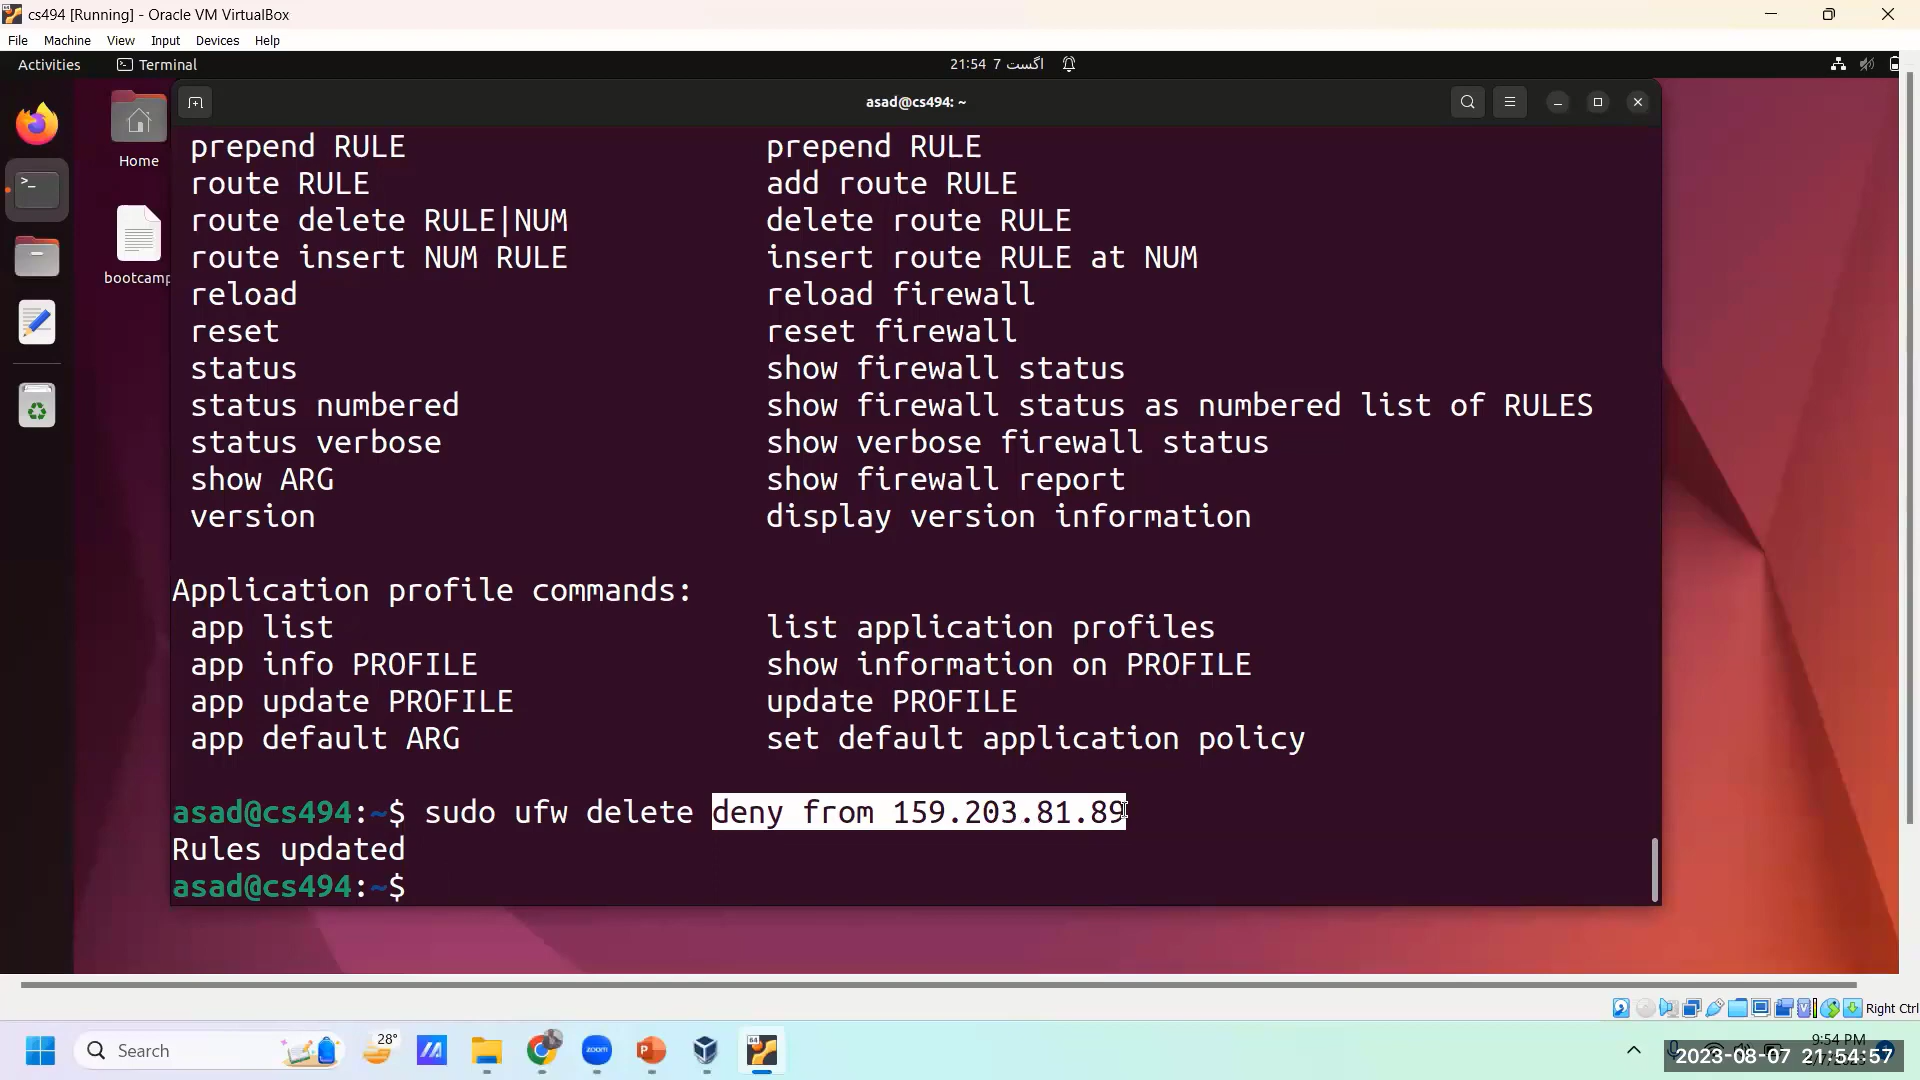 cs494 [Running] - Oracle VM VirtualBox
File Machine View Input Devices Help
Activities Terminal 21:54 7 اگست
asad@cs494: ~
Home
bootcamp
prepend RULE prepend RULE
route RULE add route RULE
route delete RULE|NUM delete route RULE
route insert NUM RULE insert route RULE at NUM
reload reload firewall
reset reset firewall
status show firewall status
status numbered show firewall status as numbered list of RULES
status verbose show verbose firewall status
show ARG show firewall report
version display version information
Application profile commands:
app list list application profiles
app info PROFILE show information on PROFILE
app update PROFILE update PROFILE
app default ARG set default application policy
asad@cs494:~$ sudo ufw delete deny from 159.203.81.89
Rules updated
asad@cs494:~$
Right Ctrl
Search
28°
zoom
64
9:54 PM
2023-08-07 21:54:57